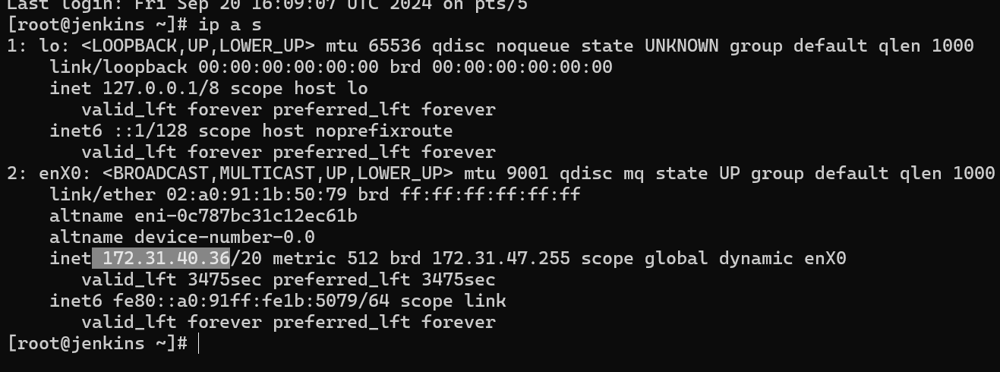 Last login: Fri Sep 20 16:09:07 UTC 2024 on pts/5
[root@jenkins ~]# ip a s
1: lo: <LOOPBACK,UP,LOWER_UP> mtu 65536 qdisc noqueue state UNKNOWN group default qlen 1000
    link/loopback 00:00:00:00:00:00 brd 00:00:00:00:00:00
    inet 127.0.0.1/8 scope host lo
       valid_lft forever preferred_lft forever
    inet6 ::1/128 scope host noprefixroute
       valid_lft forever preferred_lft forever
2: enX0: <BROADCAST,MULTICAST,UP,LOWER_UP> mtu 9001 qdisc mq state UP group default qlen 1000
    link/ether 02:a0:91:1b:50:79 brd ff:ff:ff:ff:ff:ff
    altname eni-0c787bc31c12ec61b
    altname device-number-0.0
    inet 172.31.40.36/20 metric 512 brd 172.31.47.255 scope global dynamic enX0
       valid_lft 3475sec preferred_lft 3475sec
    inet6 fe80::a0:91ff:fe1b:5079/64 scope link
       valid_lft forever preferred_lft forever
[root@jenkins ~]#